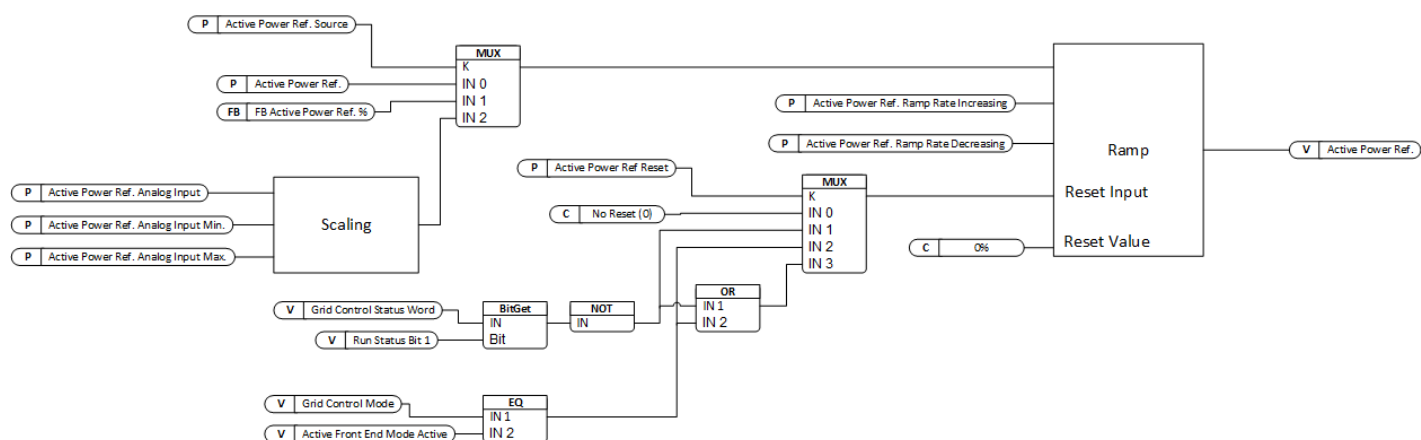 P Active Power Ref. Source
MUX
K
IN 0
IN 1
IN 2
P Active Power Ref.
FB FB Active Power Ref. %
P Active Power Ref. Ramp Rate Increasing
P Active Power Ref. Ramp Rate Decreasing
Ramp
Reset Input
Reset Value
V Active Power Ref.
P Active Power Ref Reset
MUX
K
IN 0
IN 1
IN 2
IN 3
C No Reset (0)
C 0%
P Active Power Ref. Analog Input
P Active Power Ref. Analog Input Min.
P Active Power Ref. Analog Input Max.
Scaling
V Grid Control Status Word
V Run Status Bit 1
BitGet
IN
Bit
NOT
IN
OR
IN 1
IN 2
V Grid Control Mode
V Active Front End Mode Active
EQ
IN 1
IN 2